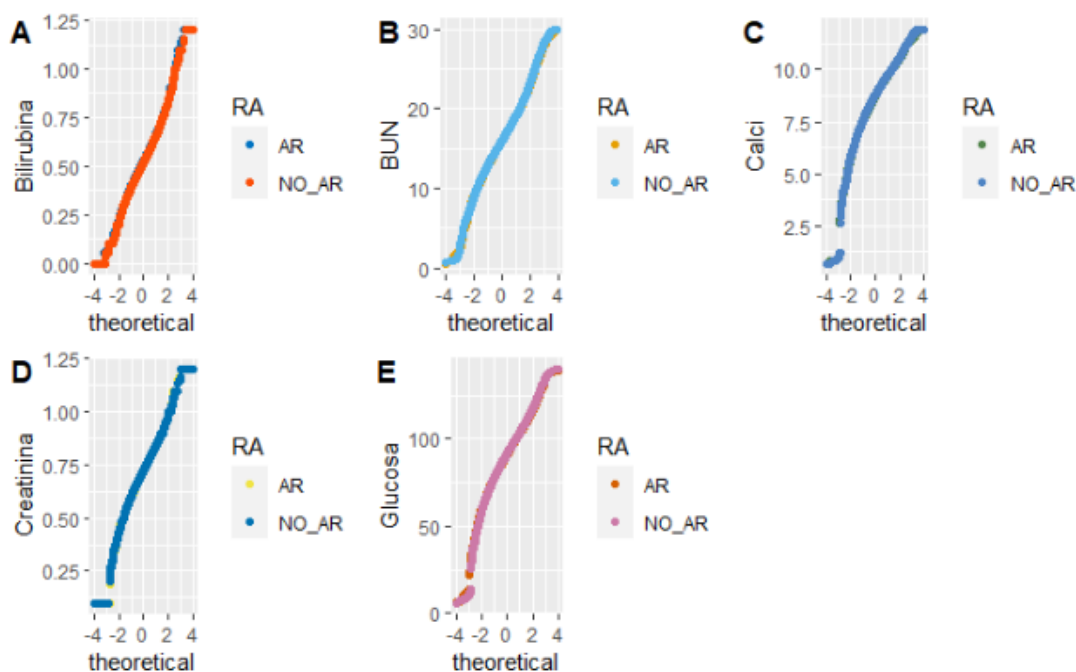 A
Bilirubina
1.25
1.00
0.75
0.50
0.25
0.00
-4 -2 0 2 4
theoretical
RA
AR
NO_AR
B
BUN
30
20
10
0
-4 -2 0 2 4
theoretical
RA
AR
NO_AR
C
Calci
10.0
7.5
5.0
2.5
-4 -2 0 2 4
theoretical
RA
AR
NO_AR
D
Creatinina
1.25
1.00
0.75
0.50
0.25
-4 -2 0 2 4
theoretical
RA
AR
NO_AR
E
Glucosa
100
50
0
-4 -2 0 2 4
theoretical
RA
AR
NO_AR